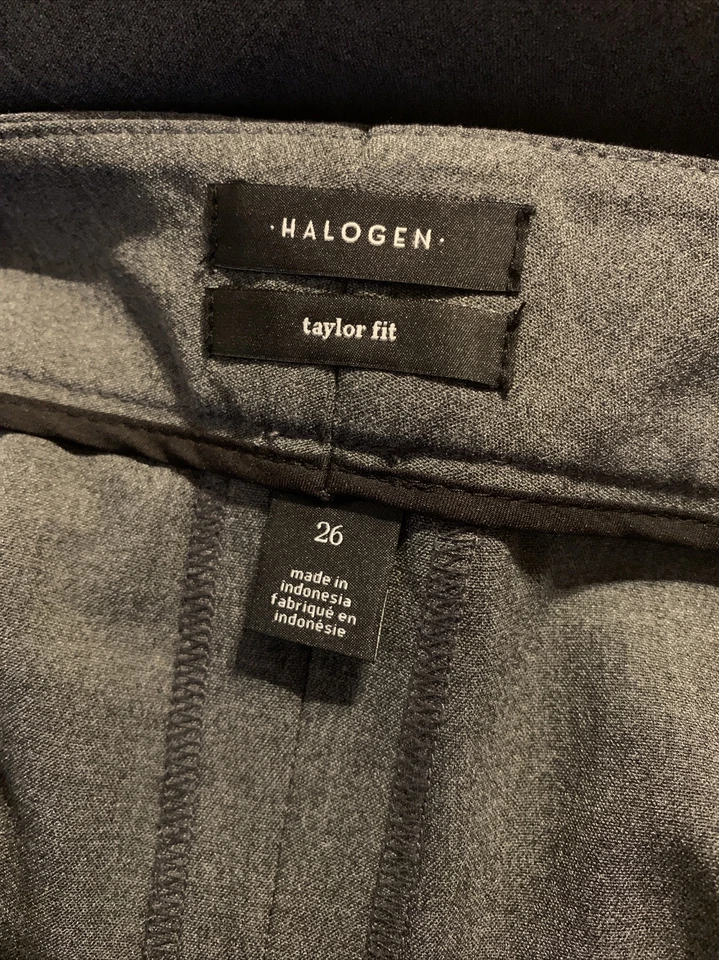 ·HALOGEN·
taylor fit
26
made in
indonesia
fabriqué en
indonésie